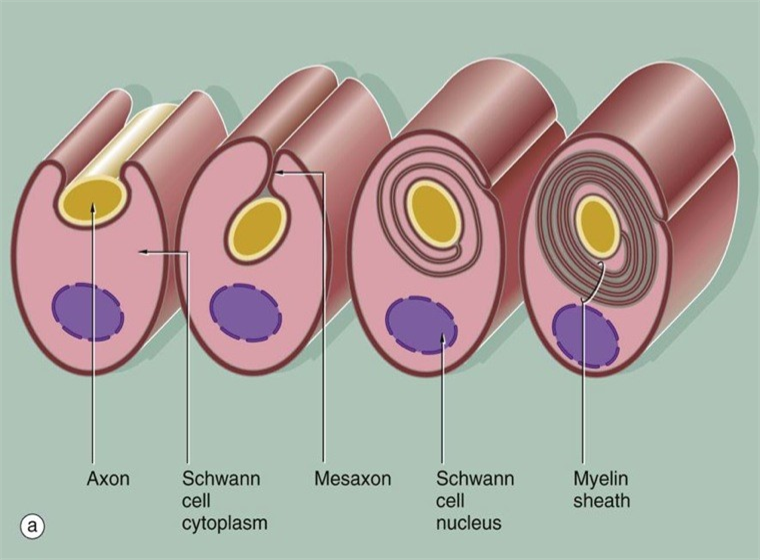 Axon
Schwann
cell
cytoplasm
Mesaxon
Schwann
cell
nucleus
Myelin
sheath
a